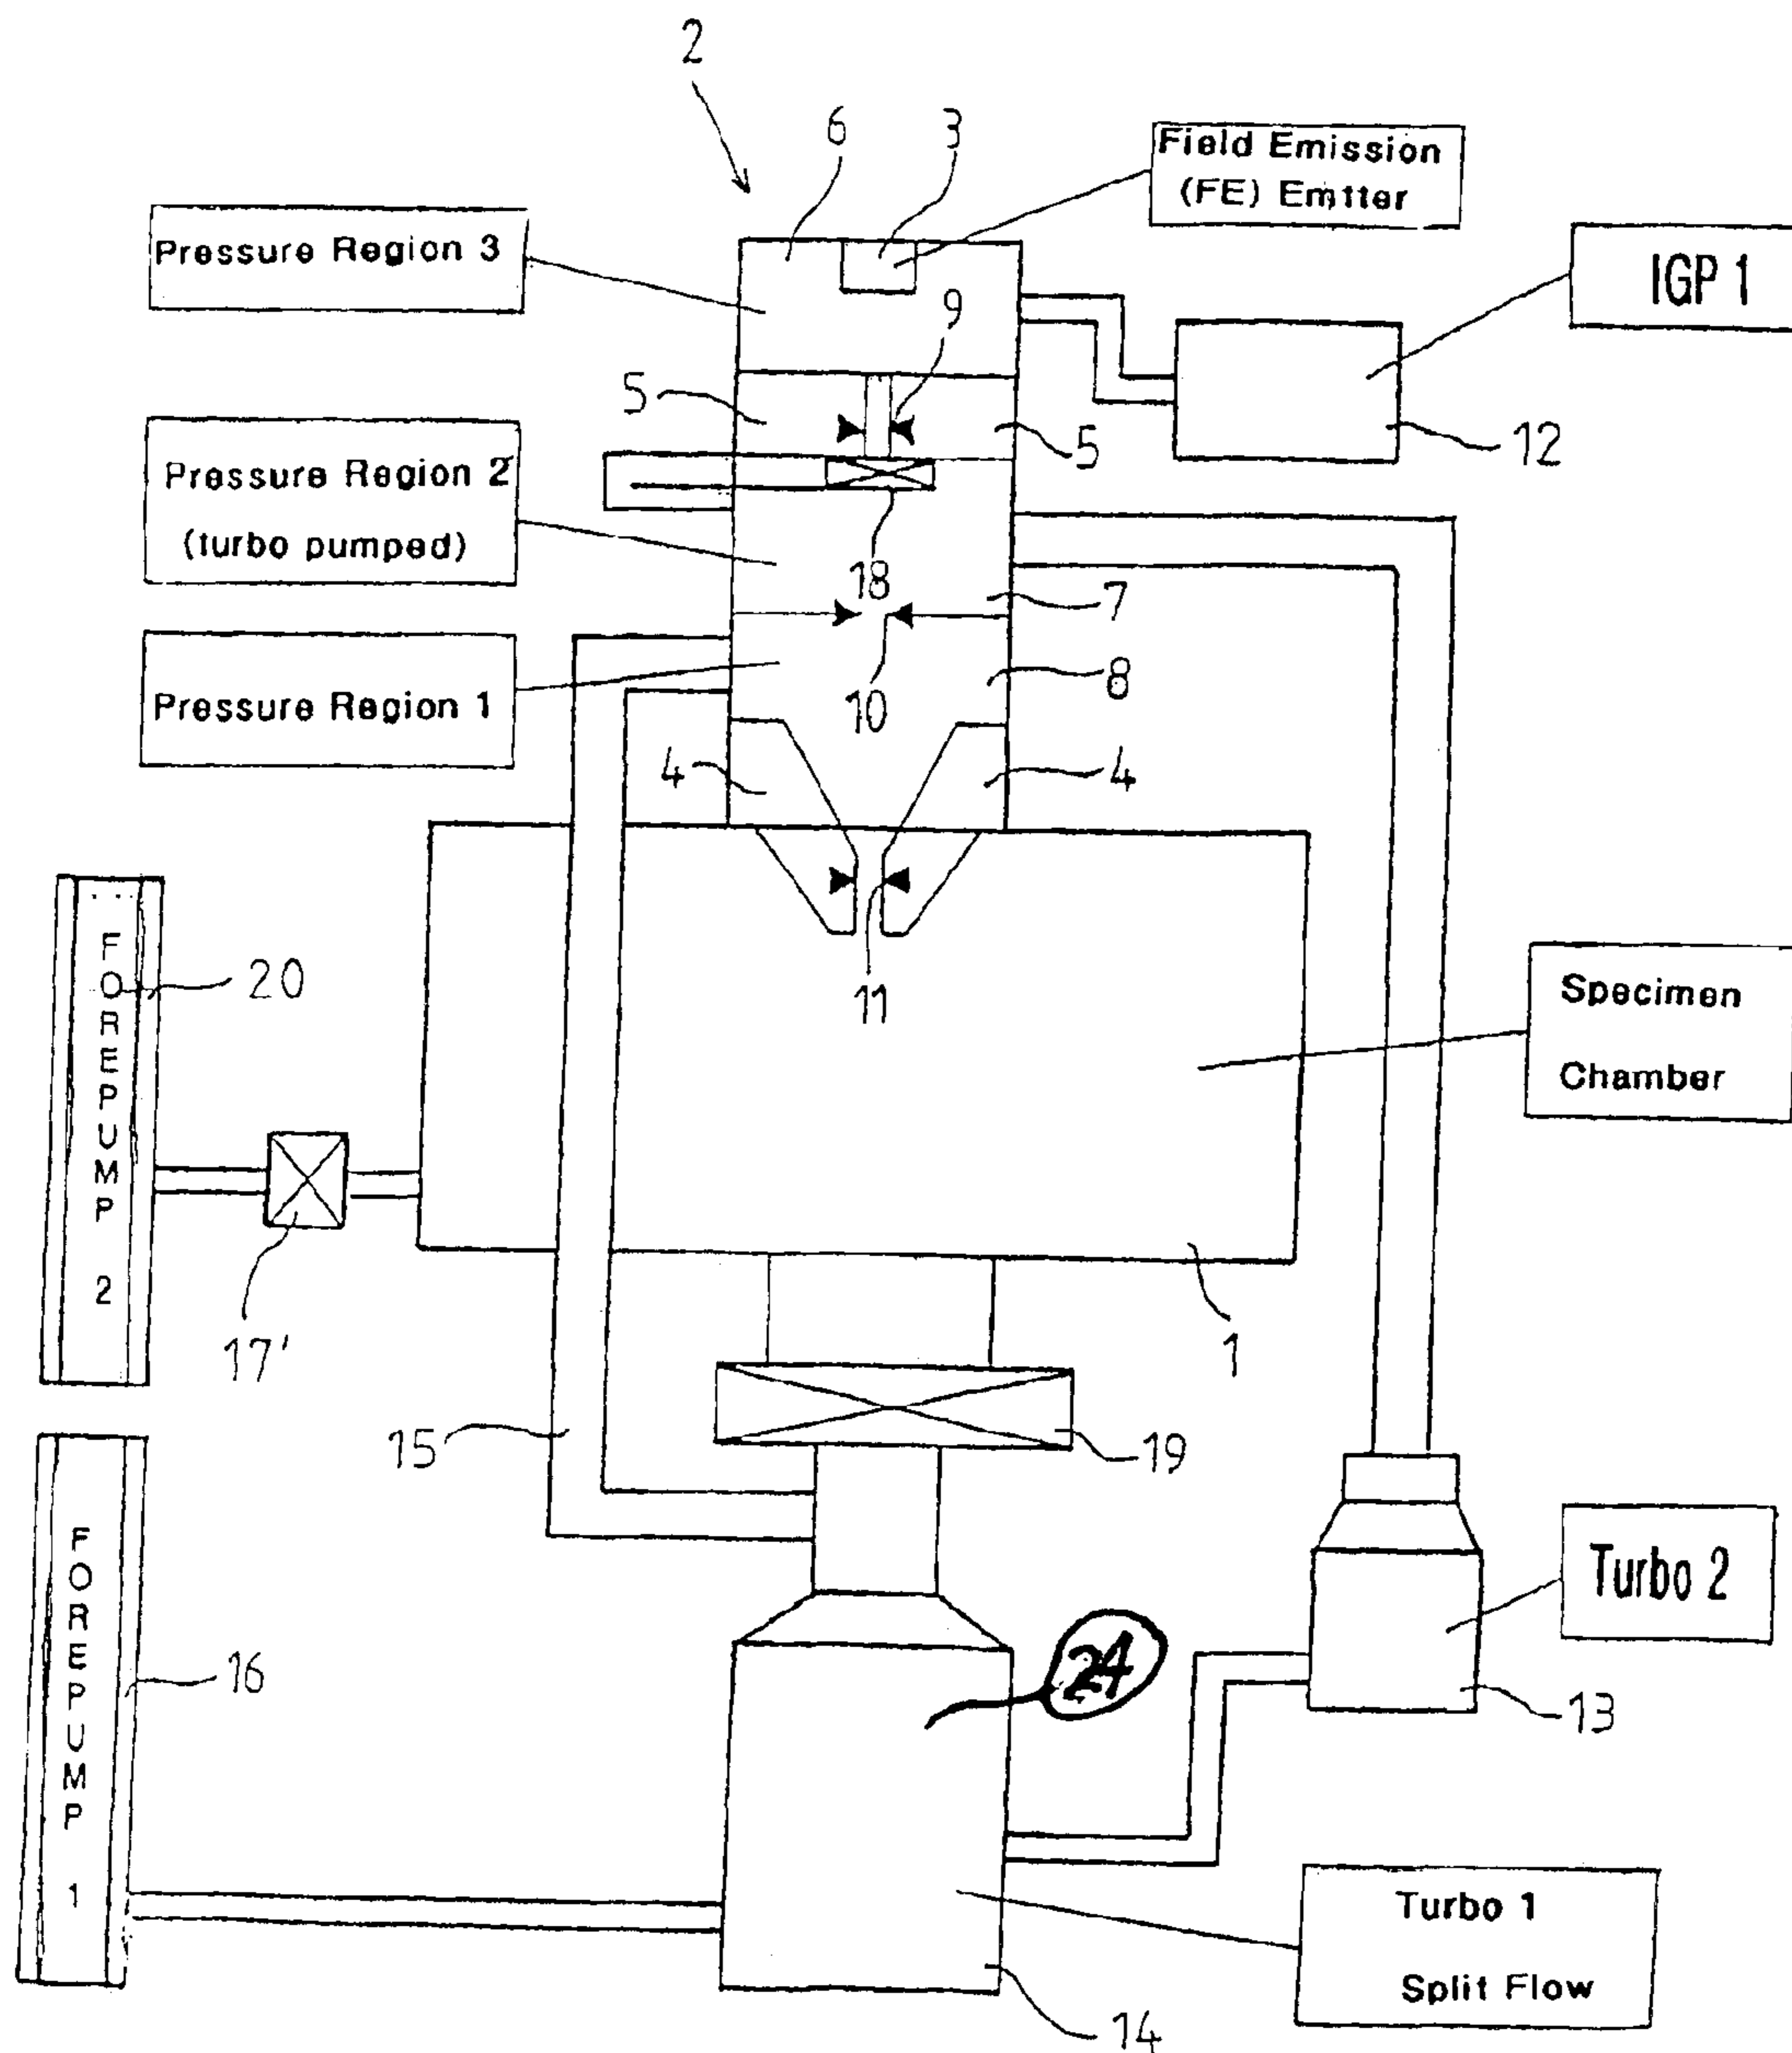 2
6
3
Field Emission
(FE) Emtter
Pressure Region 3
IGP 1
9
5
5
12
Pressure Region 2
(turbo pumped)
18
7
Pressure Region 1
10
8
4
4
FOREPUMP 2
20
11
Specimen
Chamber
17'
1
15
19
FOREPUMP 1
16
24
Turbo 2
13
Turbo 1
Split Flow
14